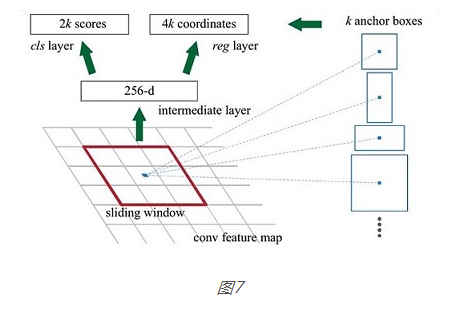 2k scores
4k coordinates
k anchor boxes
cls layer
reg layer
256-d
intermediate layer
sliding window
conv feature map
图7